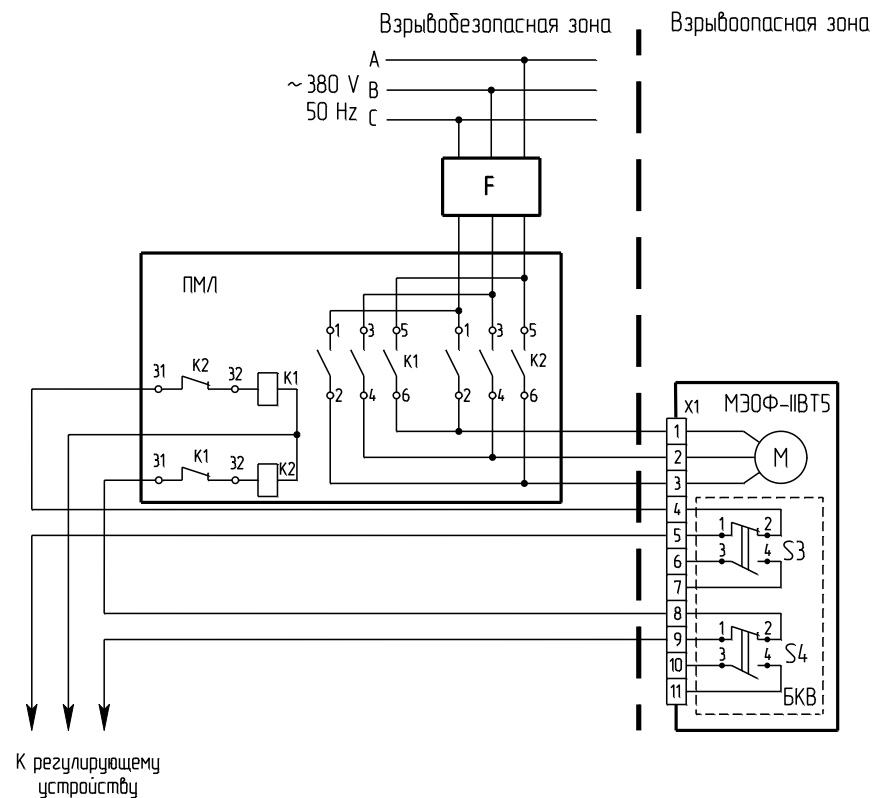 Взрывобезопасная зона
Взрывоопасная зона
A
~ 380 V B
50 Hz C
F
ПМЛ
1 3 5 K1 1 3 5 K2
2 4 6 2 4 6
31 K2 32 K1
31 K1 32 K2
X1 МЭОФ-IIBT5
1
2
3
M
4
5
6
7
8
9
10
11
1 2
3 4 S3
1 2
3 4 S4
БКВ
К регулирующему
устройству